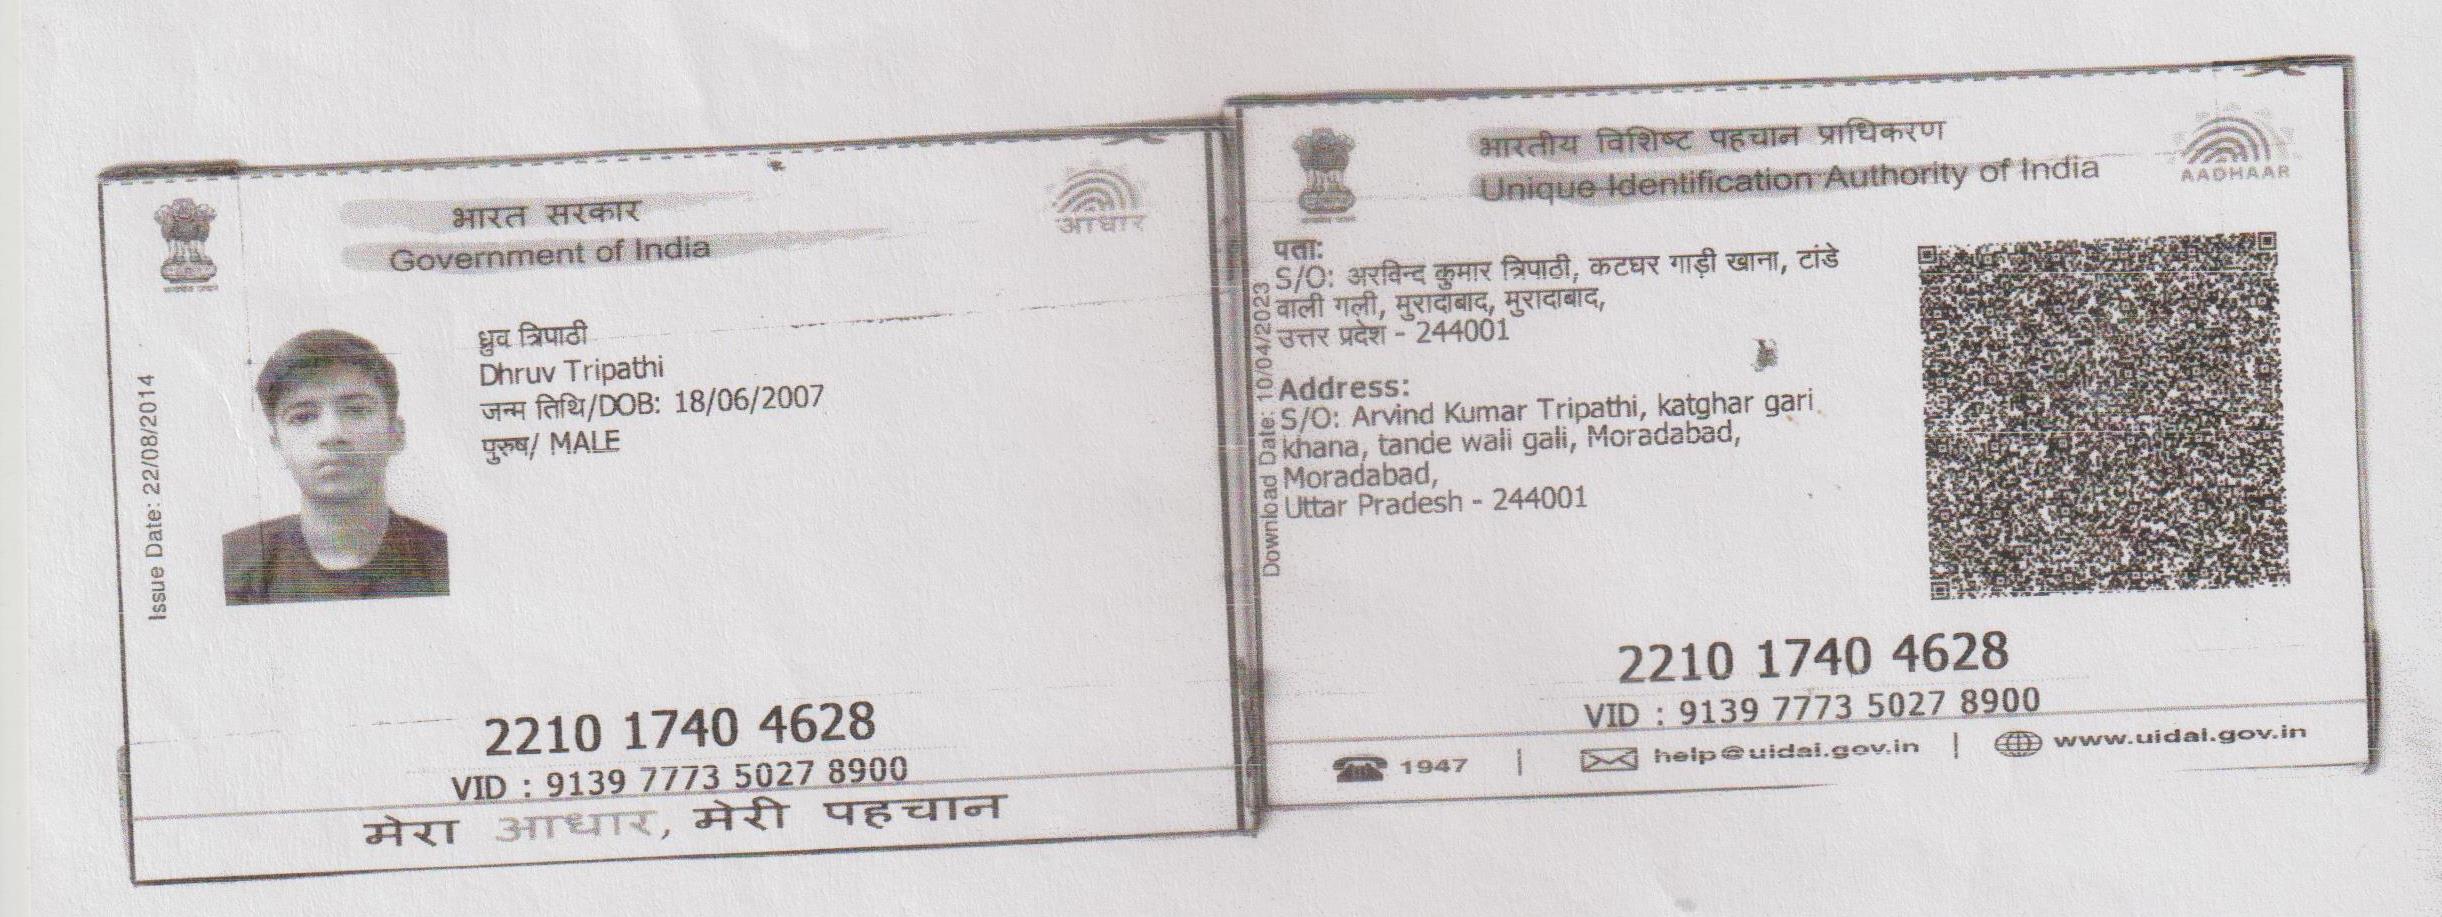 भारत सरकार
Government of India
आधार
Issue Date: 22/08/2014
ध्रुव त्रिपाठी
Dhruv Tripathi
जन्म तिथि/DOB: 18/06/2007
पुरुष/ MALE
2210 1740 4628
VID : 9139 7773 5027 8900
मेरा आधार, मेरी पहचान
भारतीय विशिष्ट पहचान प्राधिकरण
Unique Identification Authority of India
AADHAAR
Download Date: 10/04/2023
पता:
S/O: अरविन्द कुमार त्रिपाठी, कटघर गाड़ी खाना, टांडे
वाली गली, मुरादाबाद, मुरादाबाद,
उत्तर प्रदेश - 244001
Address:
S/O: Arvind Kumar Tripathi, katghar gari
khana, tande wali gali, Moradabad,
Moradabad,
Uttar Pradesh - 244001
2210 1740 4628
VID : 9139 7773 5027 8900
1947 | help@uidai.gov.in | www.uidai.gov.in